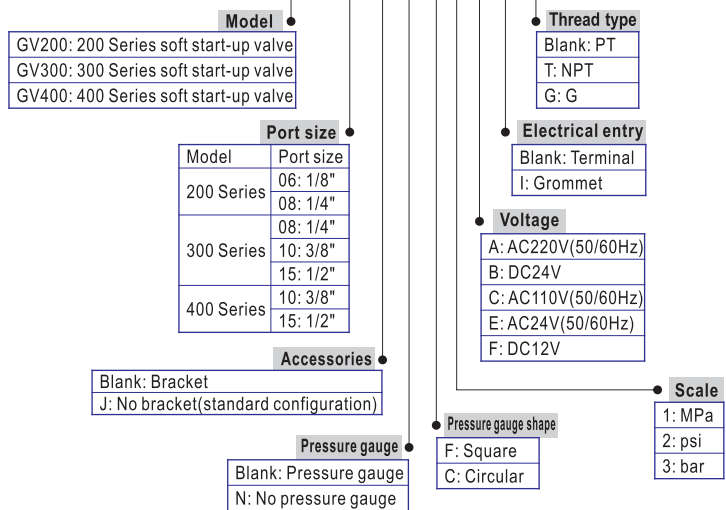 Model
GV200: 200 Series soft start-up valve
GV300: 300 Series soft start-up valve
GV400: 400 Series soft start-up valve
Thread type
Blank: PT
T: NPT
G: G
Port size
Model Port size
200 Series
06: 1/8"
08: 1/4"
300 Series
08: 1/4"
10: 3/8"
15: 1/2"
400 Series
10: 3/8"
15: 1/2"
Electrical entry
Blank: Terminal
I: Grommet
Voltage
A: AC220V(50/60Hz)
B: DC24V
C: AC110V(50/60Hz)
E: AC24V(50/60Hz)
F: DC12V
Accessories
Blank: Bracket
J: No bracket(standard configuration)
Scale
1: MPa
2: psi
3: bar
Pressure gauge
Blank: Pressure gauge
N: No pressure gauge
Pressure gauge shape
F: Square
C: Circular